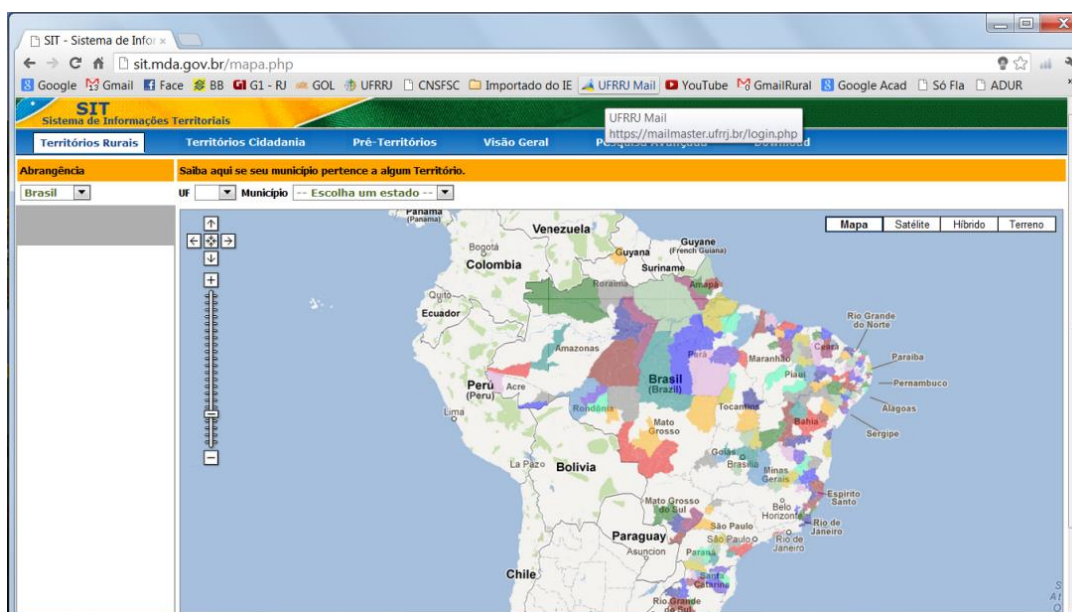 SIT - Sistema de Infor
sit.mda.gov.br/mapa.php
Google Gmail Face BB G1 - RJ GOL UFRRJ CNSFSC Importado do IE UFRRJ Mail YouTube GmailRural Google Acad Só Fla ADUR
SIT
Sistema de Informações Territoriais
UFRRJ Mail
https://mailmaster.ufrrj.br/login.php
Territórios Rurais Territórios Cidadania Pré-Territórios Visão Geral Pesquisa Avançada Download
Abrangência Saiba aqui se seu município pertence a algum Território.
Brasil UF Município -- Escolha um estado --
Mapa Satélite Híbrido Terreno
Panamá
(Panama)
Venezuela
Bogotá
Colombia
Guyana
Guyane
(French Guiana)
Suriname
Roraima
Amapá
Quito
Ecuador
Rio Grande
do Norte
Amazonas
Pará
Maranhão
Ceará
Paraíba
Piauí
Pernambuco
Perú
(Peru)
Acre
Brasil
(Brazil)
Alagoas
Lima
Rondônia
Tocantins
Mato
Grosso
Bahia
Sergipe
La Pazo
Bolivia
Goiás
Brasília
Minas
Gerais
Mato Grosso
do Sul
Belo
Horizonte
Espírito
Santo
São Paulo
Rio de
Janeiro
Paraguay
São Paulo
Rio de
Janeiro
Asuncion
Paraná
Chile
Santa
Catarina
Rio Grande
do Sul